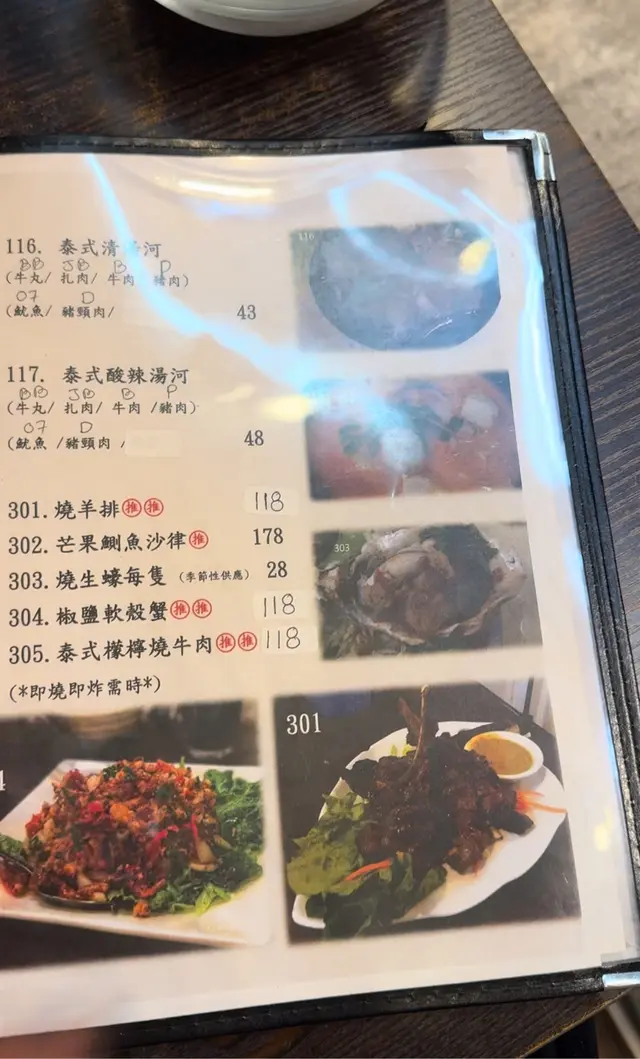 116. 泰式清 河
BB JB B P
(牛丸/ 扎肉/ 牛肉 豬肉)
07 D
(魷魚/ 豬頸肉/ 43
116
117. 泰式酸辣湯河
BB JB B P
(牛丸/ 扎肉/ 牛肉 /豬肉)
07 D
(魷魚 /豬頸肉 / 48
301. 燒羊排推推 118
302. 芒果鰂魚沙律推 178
303. 燒生蠔每隻 (季節性供應) 28
303
304. 椒鹽軟殼蟹推推 118
305. 泰式檬檸燒牛肉推推 118
(*即燒即炸需時*)
4
301